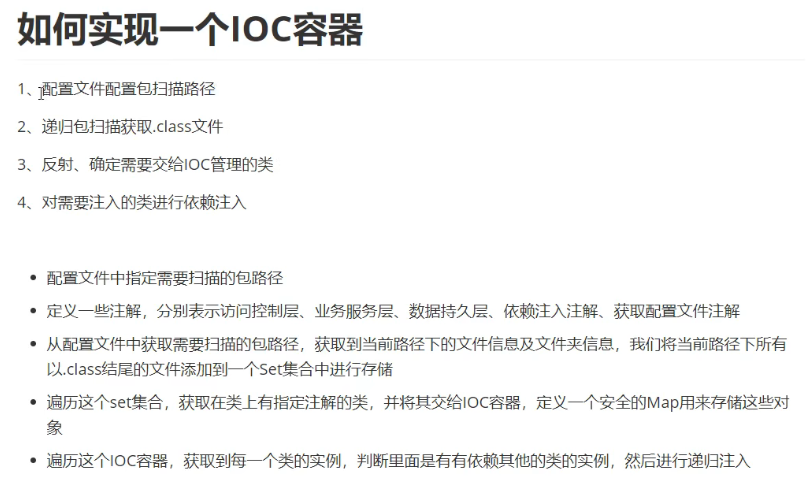 如何实现一个IOC容器
1、配置文件配置包扫描路径
2、递归包扫描获取.class文件
3、反射、确定需要交给IOC管理的类
4、对需要注入的类进行依赖注入
• 配置文件中指定需要扫描的包路径
• 定义一些注解，分别表示访问控制层、业务服务层、数据持久层、依赖注入注解、获取配置文件注解
• 从配置文件中获取需要扫描的包路径，获取到当前路径下的文件信息及文件夹信息，我们将当前路径下所有
以.class结尾的文件添加到一个Set集合中进行存储
• 遍历这个set集合，获取在类上有指定注解的类，并将其交给IOC容器，定义一个安全的Map用来存储这些对
象
• 遍历这个IOC容器，获取到每一个类的实例，判断里面是有有依赖其他的类的实例，然后进行递归注入